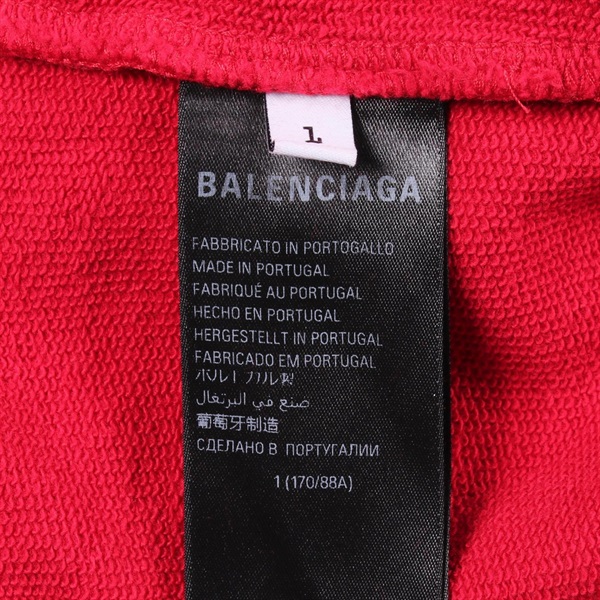 1
BALENCIAGA
FABBRICATO IN PORTOGALLO
MADE IN PORTUGAL
FABRIQUÉ AU PORTUGAL
HECHO EN PORTUGAL
HERGESTELLT IN PORTUGAL
FABRICADO EM PORTUGAL
ポルトガル製
صنع في البرتغال
葡萄牙制造
СДЕЛАНО В ПОРТУГАЛИИ
1 (170/88A)